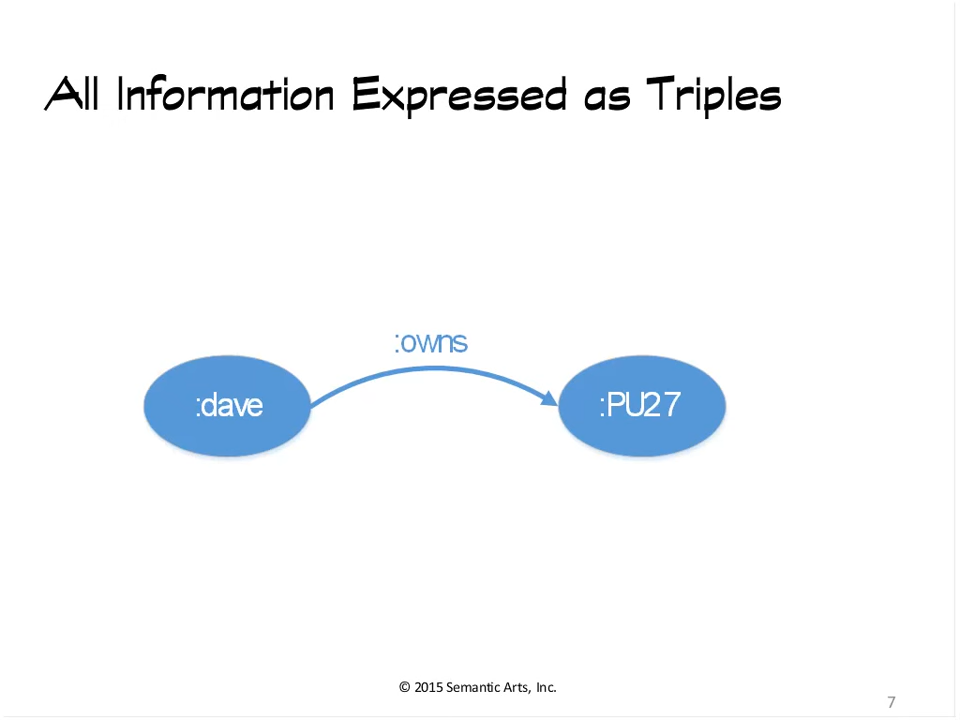 All Information Expressed as Triples
:owns
:dave
:PU27
© 2015 Semantic Arts, Inc.
7